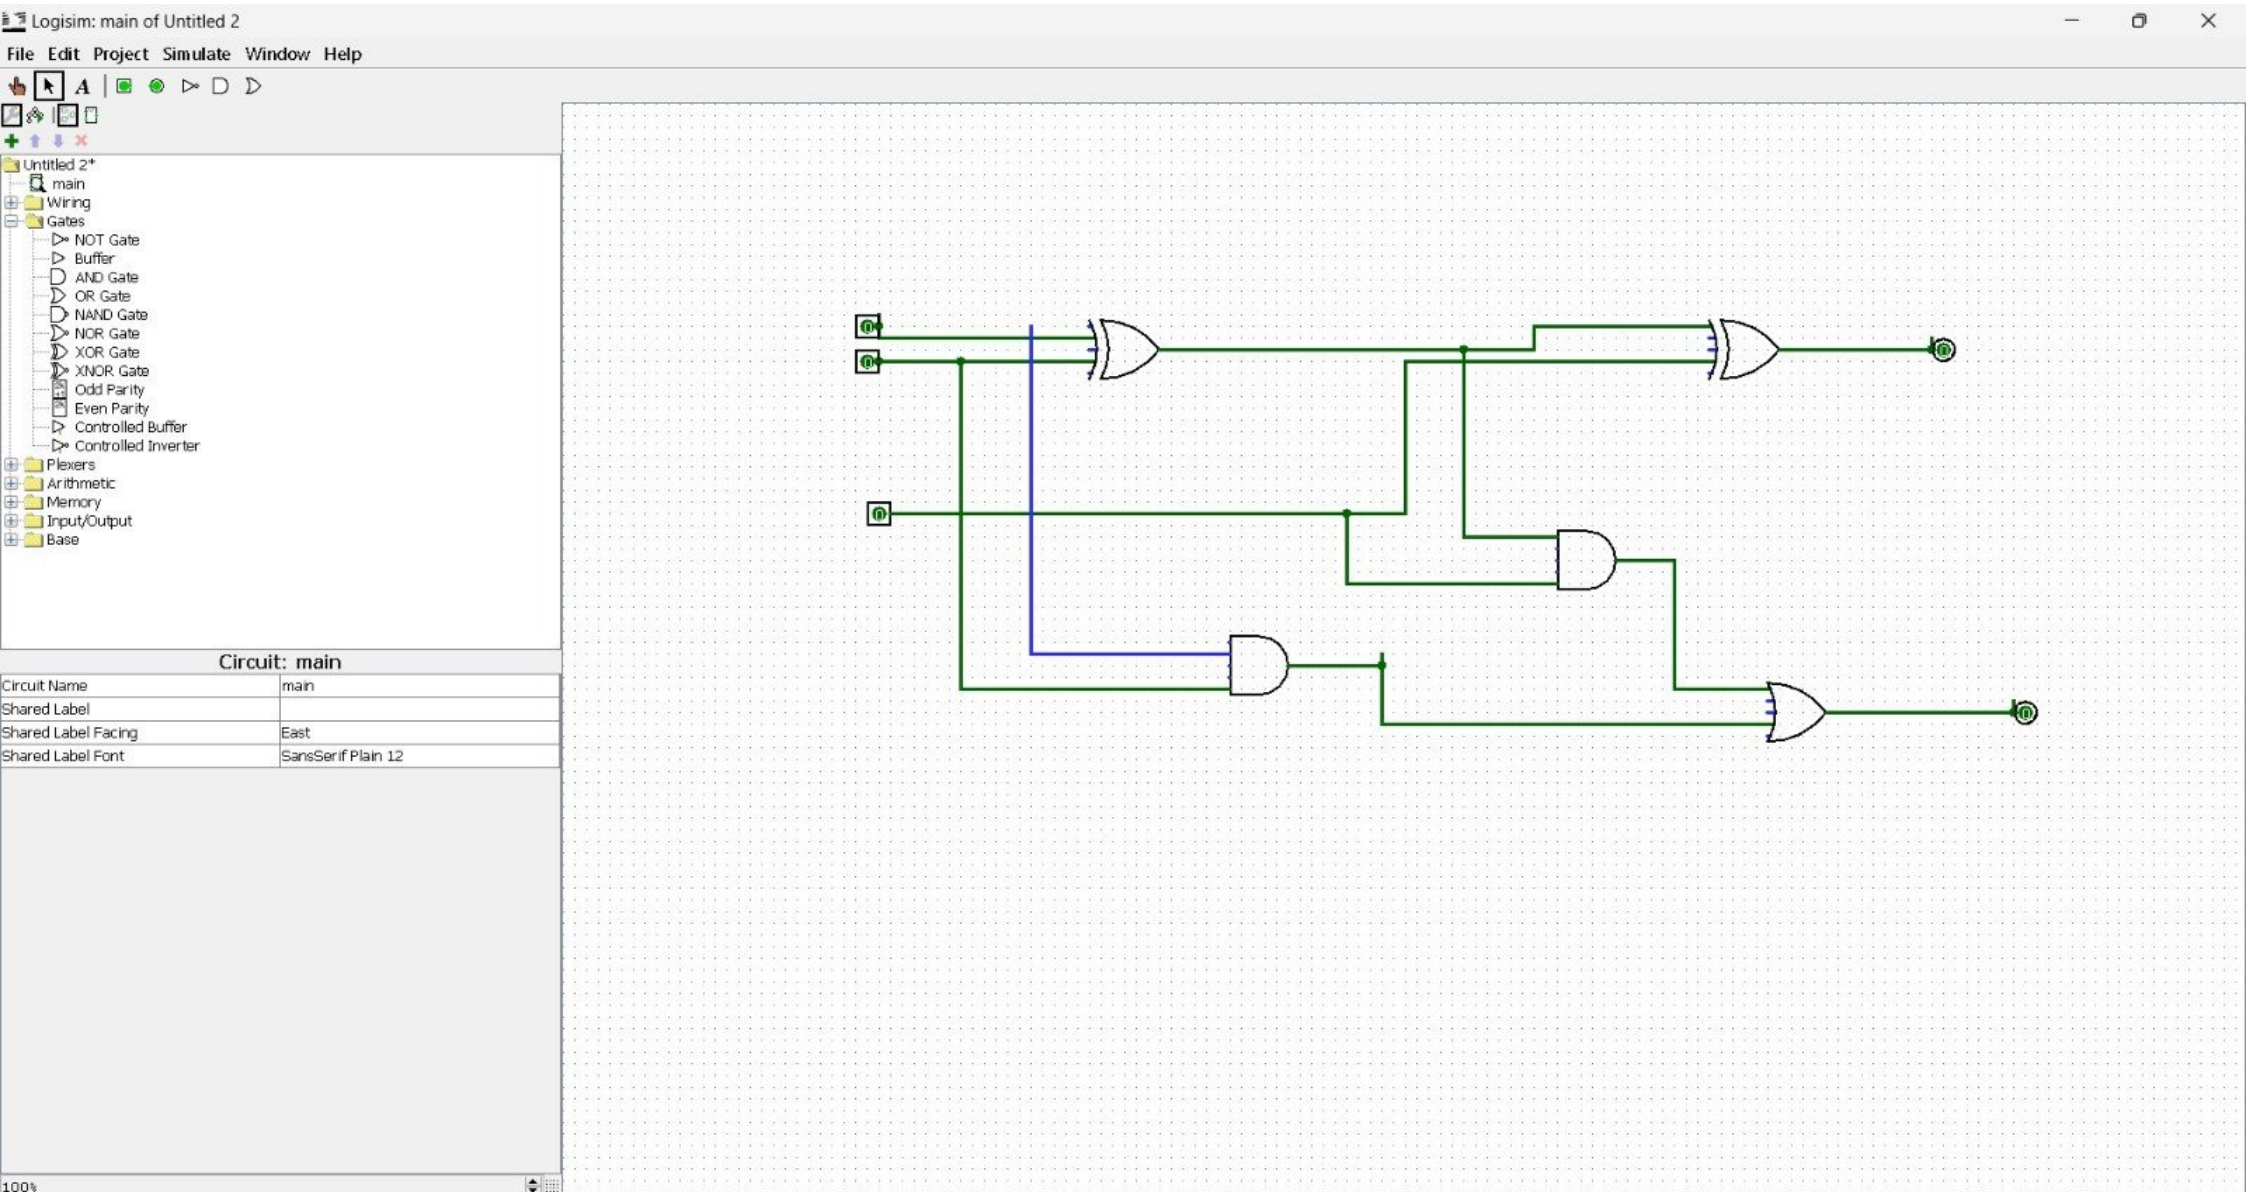 Logisim: main of Untitled 2
File Edit Project Simulate Window Help
A
Untitled 2*
main
Wiring
Gates
NOT Gate
Buffer
AND Gate
OR Gate
NAND Gate
NOR Gate
XOR Gate
XNOR Gate
Odd Parity
Even Parity
Controlled Buffer
Controlled Inverter
Plexers
Arithmetic
Memory
Input/Output
Base
Circuit: main
Circuit Name main
Shared Label
Shared Label Facing East
Shared Label Font SansSerif Plain 12
100%